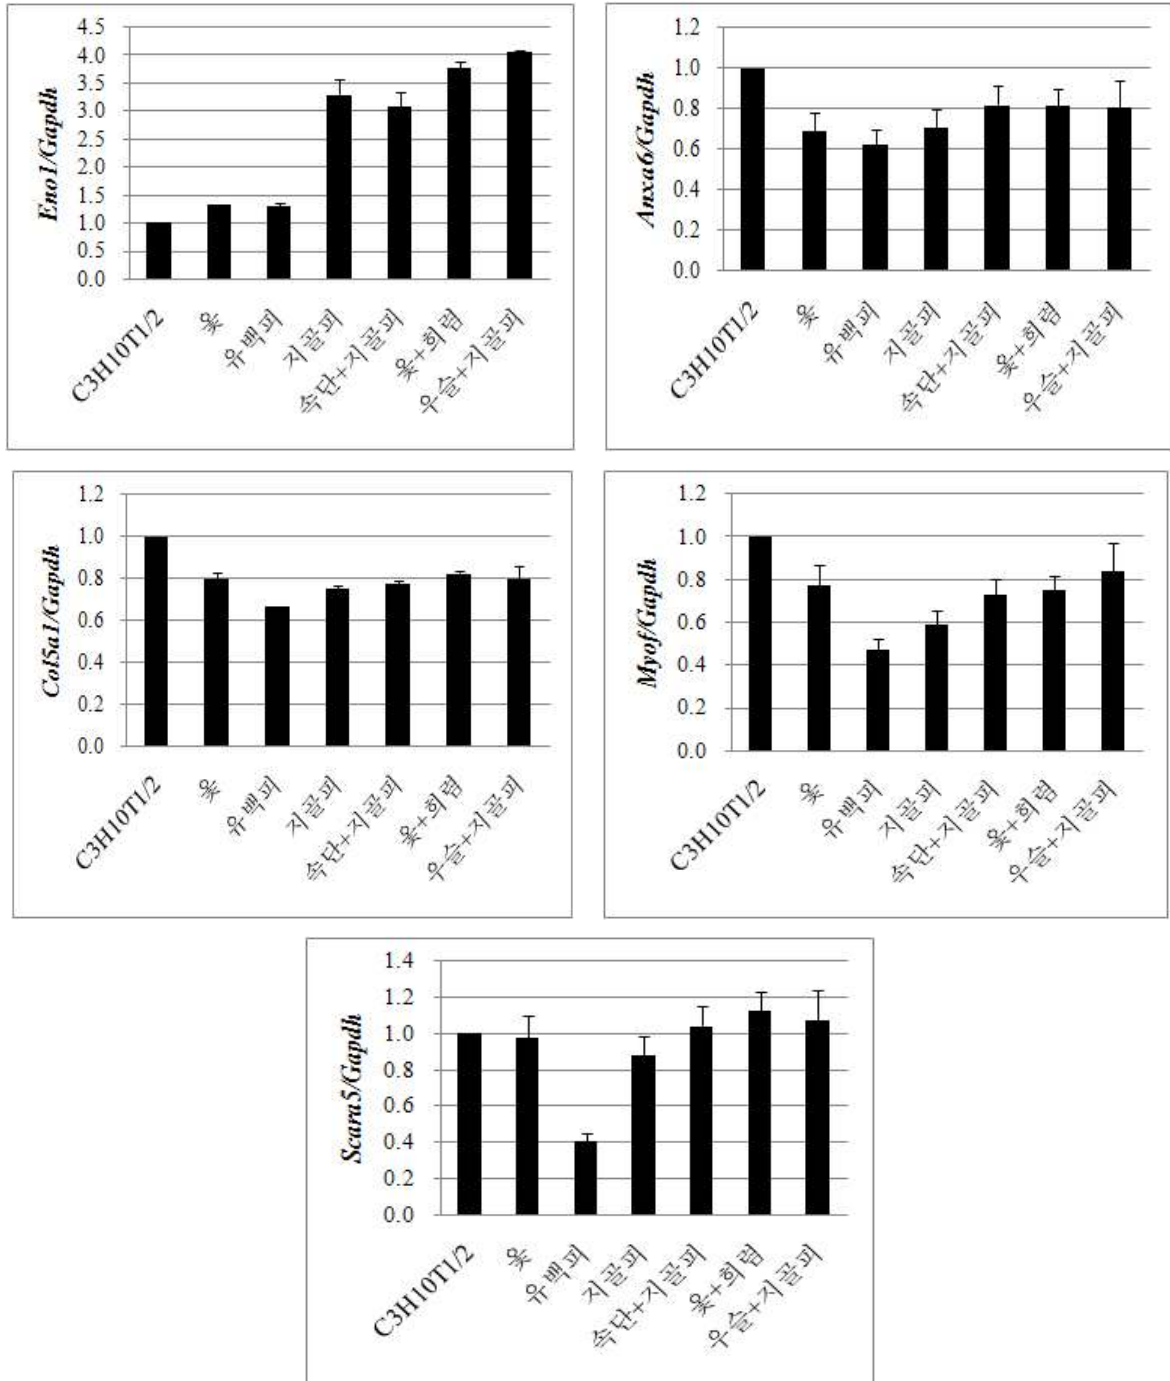 Eno1/Gapdh
4.5
4.0
3.5
3.0
2.5
2.0
1.5
1.0
0.5
0.0
C3H10T1/2
옻
유백피
지골피
속단+지골피
옻+희렴
우슬+지골피
Anxa6/Gapdh
1.2
1.0
0.8
0.6
0.4
0.2
0.0
C3H10T1/2
옻
유백피
지골피
속단+지골피
옻+희렴
우슬+지골피
Col5a1/Gapdh
1.2
1.0
0.8
0.6
0.4
0.2
0.0
C3H10T1/2
옻
유백피
지골피
속단+지골피
옻+희렴
우슬+지골피
Myof/Gapdh
1.2
1.0
0.8
0.6
0.4
0.2
0.0
C3H10T1/2
옻
유백피
지골피
속단+지골피
옻+희렴
우슬+지골피
Scara5/Gapdh
1.4
1.2
1.0
0.8
0.6
0.4
0.2
0.0
C3H10T1/2
옻
유백피
지골피
속단+지골피
옻+희렴
우슬+지골피